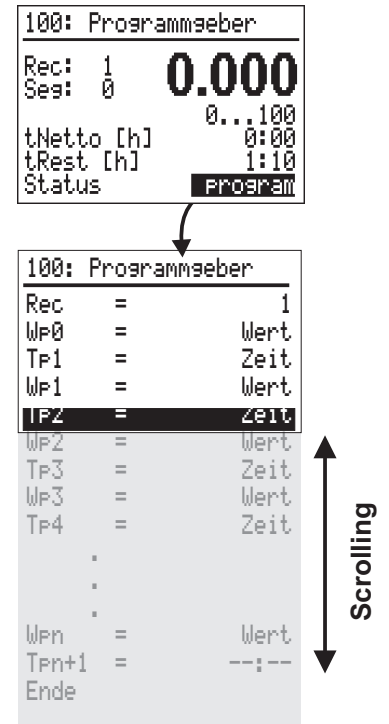 100: Programmgeber
Rec: 1 0.000
Seg: 0
0...100
tNetto [h] 0:00
tRest [h] 1:10
Status program
100: Programmgeber
Rec = 1
Wp0 = Wert
Tp1 = Zeit
Wp1 = Wert
Tp2 = Zeit
Wp2 = Wert
Tp3 = Zeit
Wp3 = Wert
Tp4 = Zeit
.
.
.
Wpn = Wert
Tpn+1 = --:--
Ende
Scrolling